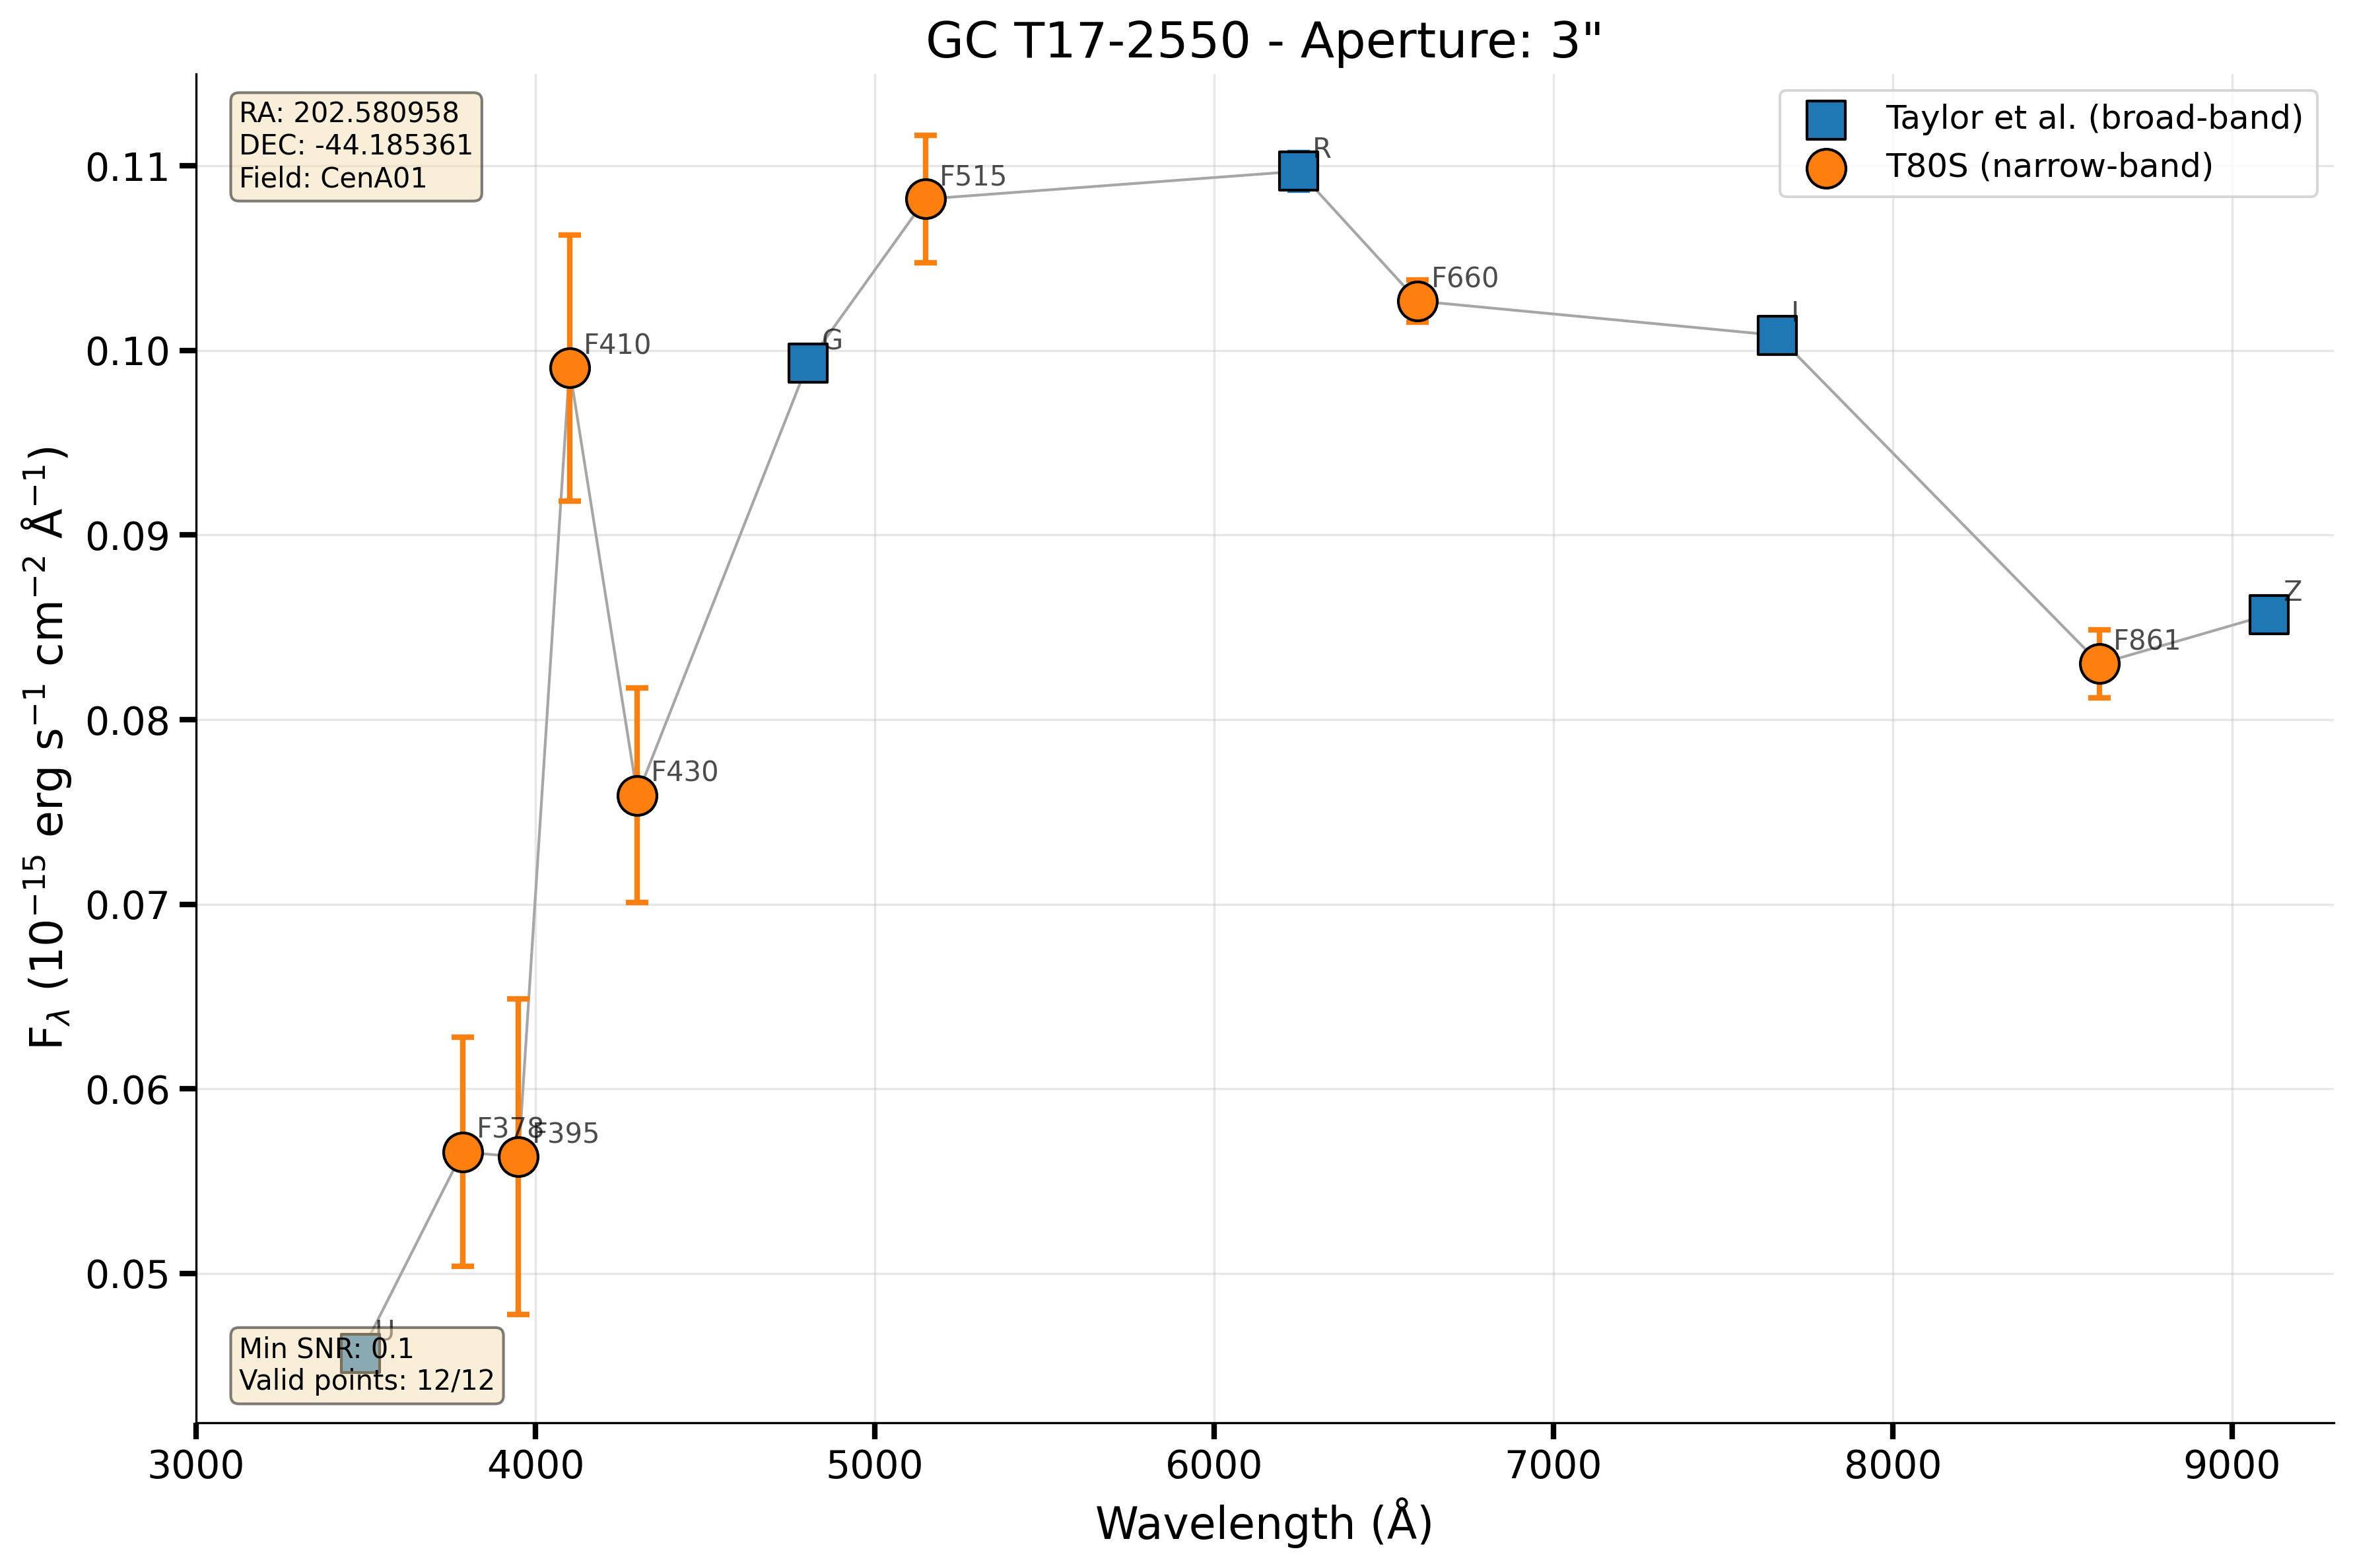 GC T17-2550 - Aperture: 3"
RA: 202.580958
DEC: -44.185361
Field: CenA01
Taylor et al. (broad-band)
T80S (narrow-band)
R
F515
F660
F410
G
I
Z
F861
F430
F378
F395
U
Min SNR: 0.1
Valid points: 12/12
0.11
0.10
0.09
0.08
0.07
0.06
0.05
F_λ (10⁻¹⁵ erg s⁻¹ cm⁻² Å⁻¹)
3000 4000 5000 6000 7000 8000 9000
Wavelength (Å)